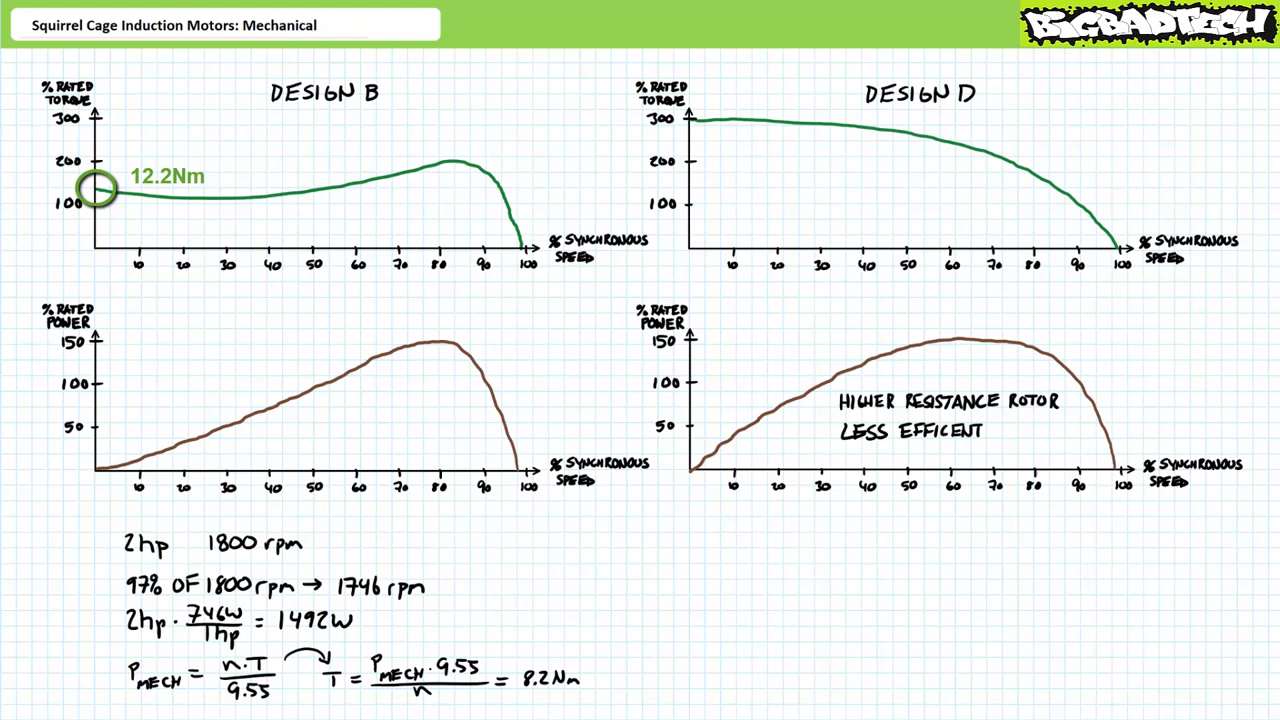 Squirrel Cage Induction Motors: Mechanical
BIGBADTECH
% RATED
TORQUE
DESIGN B
300
200
100
12.2Nm
10 20 30 40 50 60 70 80 90 100
% SYNCHRONOUS
SPEED
% RATED
TORQUE
DESIGN D
300
200
100
10 20 30 40 50 60 70 80 90 100
% SYNCHRONOUS
SPEED
% RATED
POWER
150
100
50
10 20 30 40 50 60 70 80 90 100
% SYNCHRONOUS
SPEED
% RATED
POWER
150
100
50
HIGHER RESISTANCE ROTOR
LESS EFFICENT
10 20 30 40 50 60 70 80 90 100
% SYNCHRONOUS
SPEED
2hp 1800 rpm
97% OF 1800 rpm → 1746 rpm
2hp · 746W / 1hp = 1492W
P MECH = n·T / 9.55 T = P MECH · 9.55 / n = 8.2Nm